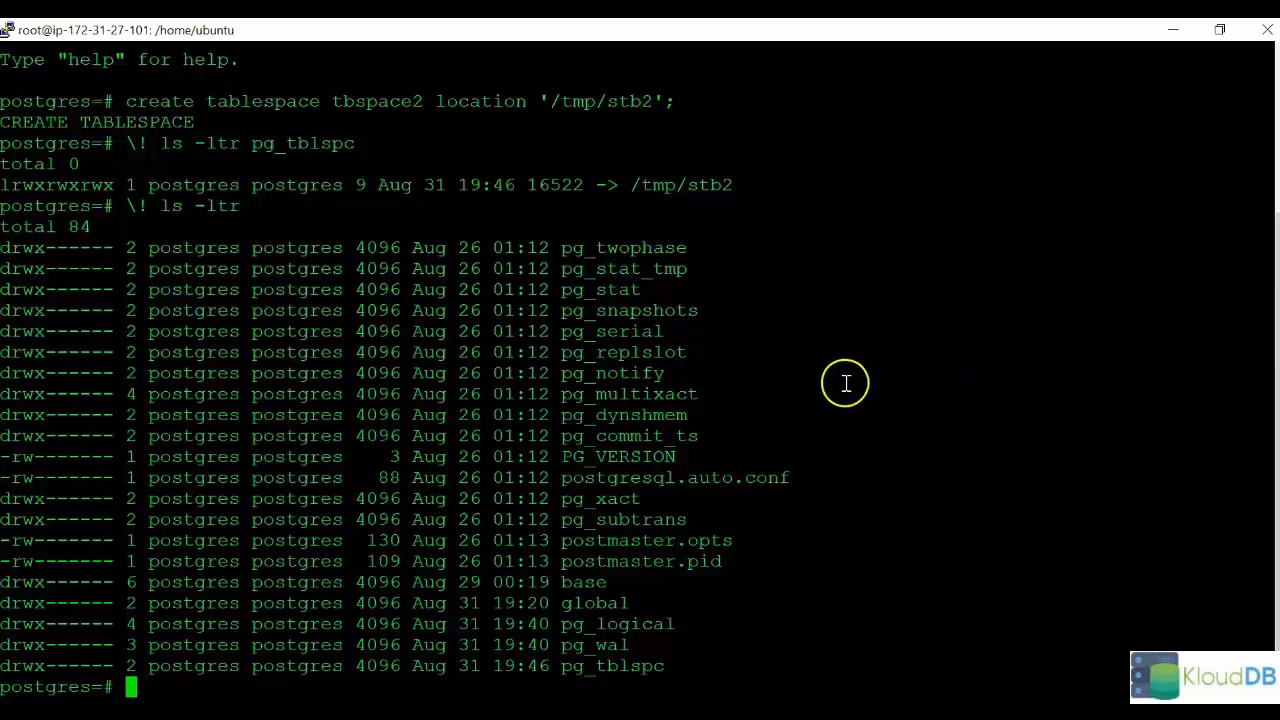 root@ip-172-31-27-101: /home/ubuntu
Type "help" for help.
postgres=# create tablespace tbspace2 location '/tmp/stb2';
CREATE TABLESPACE
postgres=# \! ls -ltr pg_tblspc
total 0
lrwxrwxrwx 1 postgres postgres 9 Aug 31 19:46 16522 -> /tmp/stb2
postgres=# \! ls -ltr
total 84
drwx------ 2 postgres postgres 4096 Aug 26 01:12 pg_twophase
drwx------ 2 postgres postgres 4096 Aug 26 01:12 pg_stat_tmp
drwx------ 2 postgres postgres 4096 Aug 26 01:12 pg_stat
drwx------ 2 postgres postgres 4096 Aug 26 01:12 pg_snapshots
drwx------ 2 postgres postgres 4096 Aug 26 01:12 pg_serial
drwx------ 2 postgres postgres 4096 Aug 26 01:12 pg_replslot
drwx------ 2 postgres postgres 4096 Aug 26 01:12 pg_notify
drwx------ 4 postgres postgres 4096 Aug 26 01:12 pg_multixact
drwx------ 2 postgres postgres 4096 Aug 26 01:12 pg_dynshmem
drwx------ 2 postgres postgres 4096 Aug 26 01:12 pg_commit_ts
-rw------- 1 postgres postgres    3 Aug 26 01:12 PG_VERSION
-rw------- 1 postgres postgres   88 Aug 26 01:12 postgresql.auto.conf
drwx------ 2 postgres postgres 4096 Aug 26 01:12 pg_xact
drwx------ 2 postgres postgres 4096 Aug 26 01:12 pg_subtrans
-rw------- 1 postgres postgres  130 Aug 26 01:13 postmaster.opts
-rw------- 1 postgres postgres  109 Aug 26 01:13 postmaster.pid
drwx------ 6 postgres postgres 4096 Aug 29 00:19 base
drwx------ 2 postgres postgres 4096 Aug 31 19:20 global
drwx------ 4 postgres postgres 4096 Aug 31 19:40 pg_logical
drwx------ 3 postgres postgres 4096 Aug 31 19:40 pg_wal
drwx------ 2 postgres postgres 4096 Aug 31 19:46 pg_tblspc
postgres=#
KloudDB